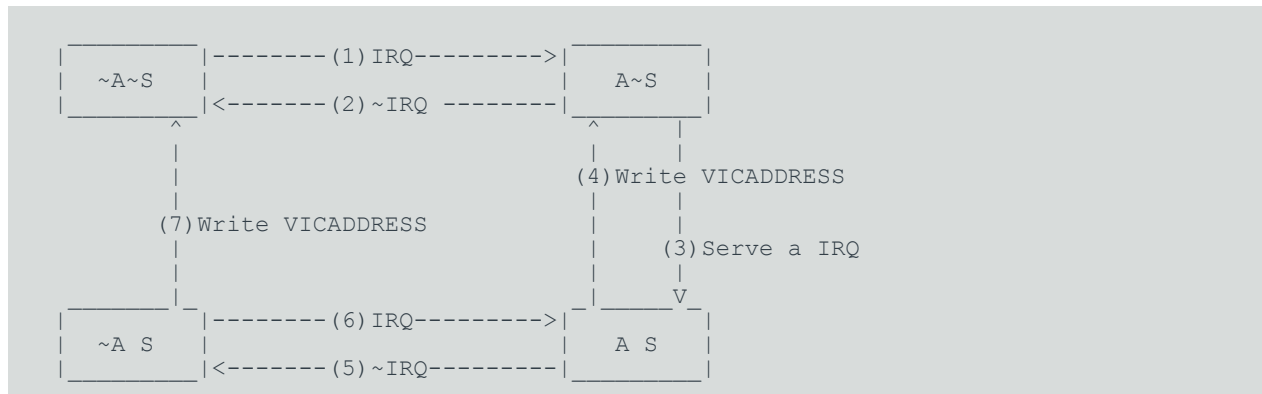 |--------(1)IRQ--------->|
| ~A~S | | A~S |
|<-------(2)~IRQ --------|
(4)Write VICADDRESS
(7)Write VICADDRESS
(3)Serve a IRQ
|--------(6)IRQ--------->|
| ~A S | | A S |
|<-------(5)~IRQ---------|